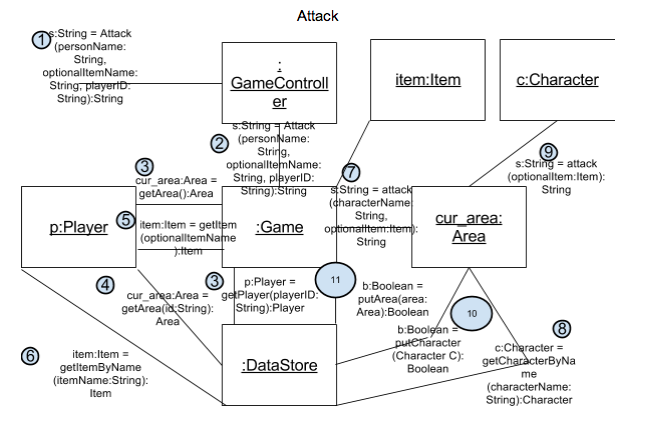 Attack
1
s:String = Attack
(personName:
String,
optionalItemName:
String, playerID:
String):String
:
GameControll
er
item:Item
c:Character
2
s:String = Attack
(personName:
String,
optionalItemName:
String, playerID:
String):String
3
cur_area:Area =
getArea():Area
7
s:String = attack
(characterName:
String,
optionalItem:Item):
String
9
s:String = attack
(optionalItem:Item):
String
p:Player
5
item:Item = getItem
(optionalItemName
):Item
:Game
cur_area:
Area
4
cur_area:Area =
getArea(id:String):
Area
3
p:Player =
getPlayer(playerID:
String):Player
11
b:Boolean =
putArea(area:
Area):Boolean
10
b:Boolean =
putCharacter
(Character C):
Boolean
8
c:Character =
getCharacterByNa
me
(characterName:
String):Character
6
item:Item =
getItemByName
(itemName:String):
Item
:DataStore